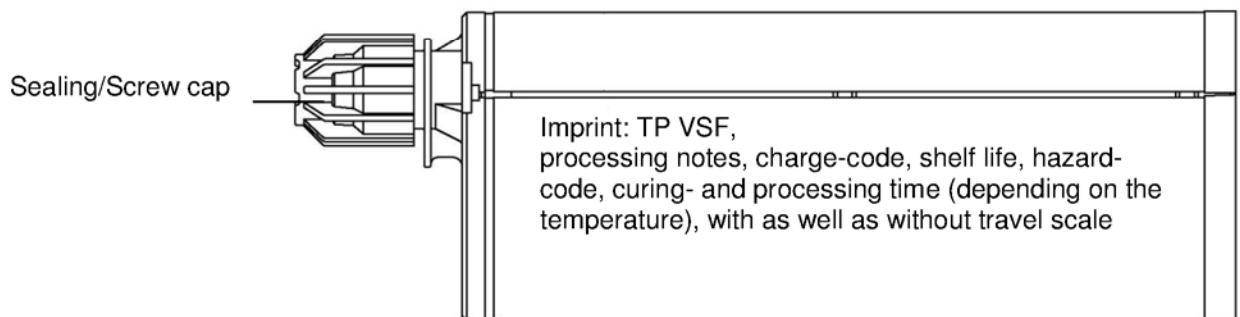 Sealing/Screw cap
Imprint: TP VSF,
processing notes, charge-code, shelf life, hazard-
code, curing- and processing time (depending on the
temperature), with as well as without travel scale